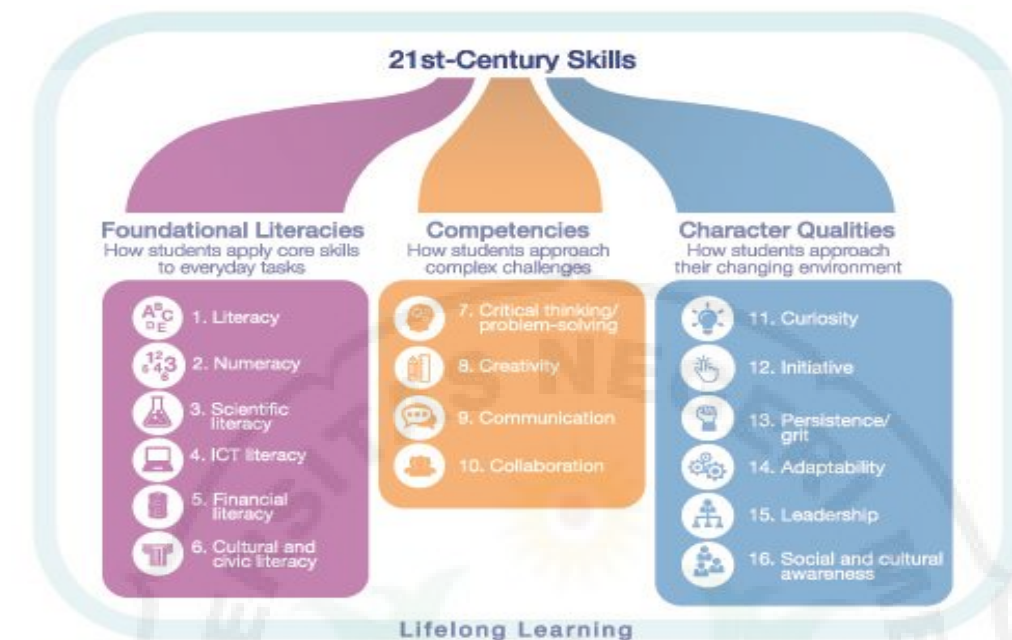 21st-Century Skills
Foundational Literacies
How students apply core skills
to everyday tasks
ABC
DE
1. Literacy
2. Numeracy
3. Scientific
literacy
4. ICT literacy
5. Financial
literacy
6. Cultural and
civic literacy
Competencies
How students approach
complex challenges
7. Critical thinking/
problem-solving
8. Creativity
9. Communication
10. Collaboration
Character Qualities
How students approach
their changing environment
11. Curiosity
12. Initiative
13. Persistence/
grit
14. Adaptability
15. Leadership
16. Social and cultural
awareness
Lifelong Learning